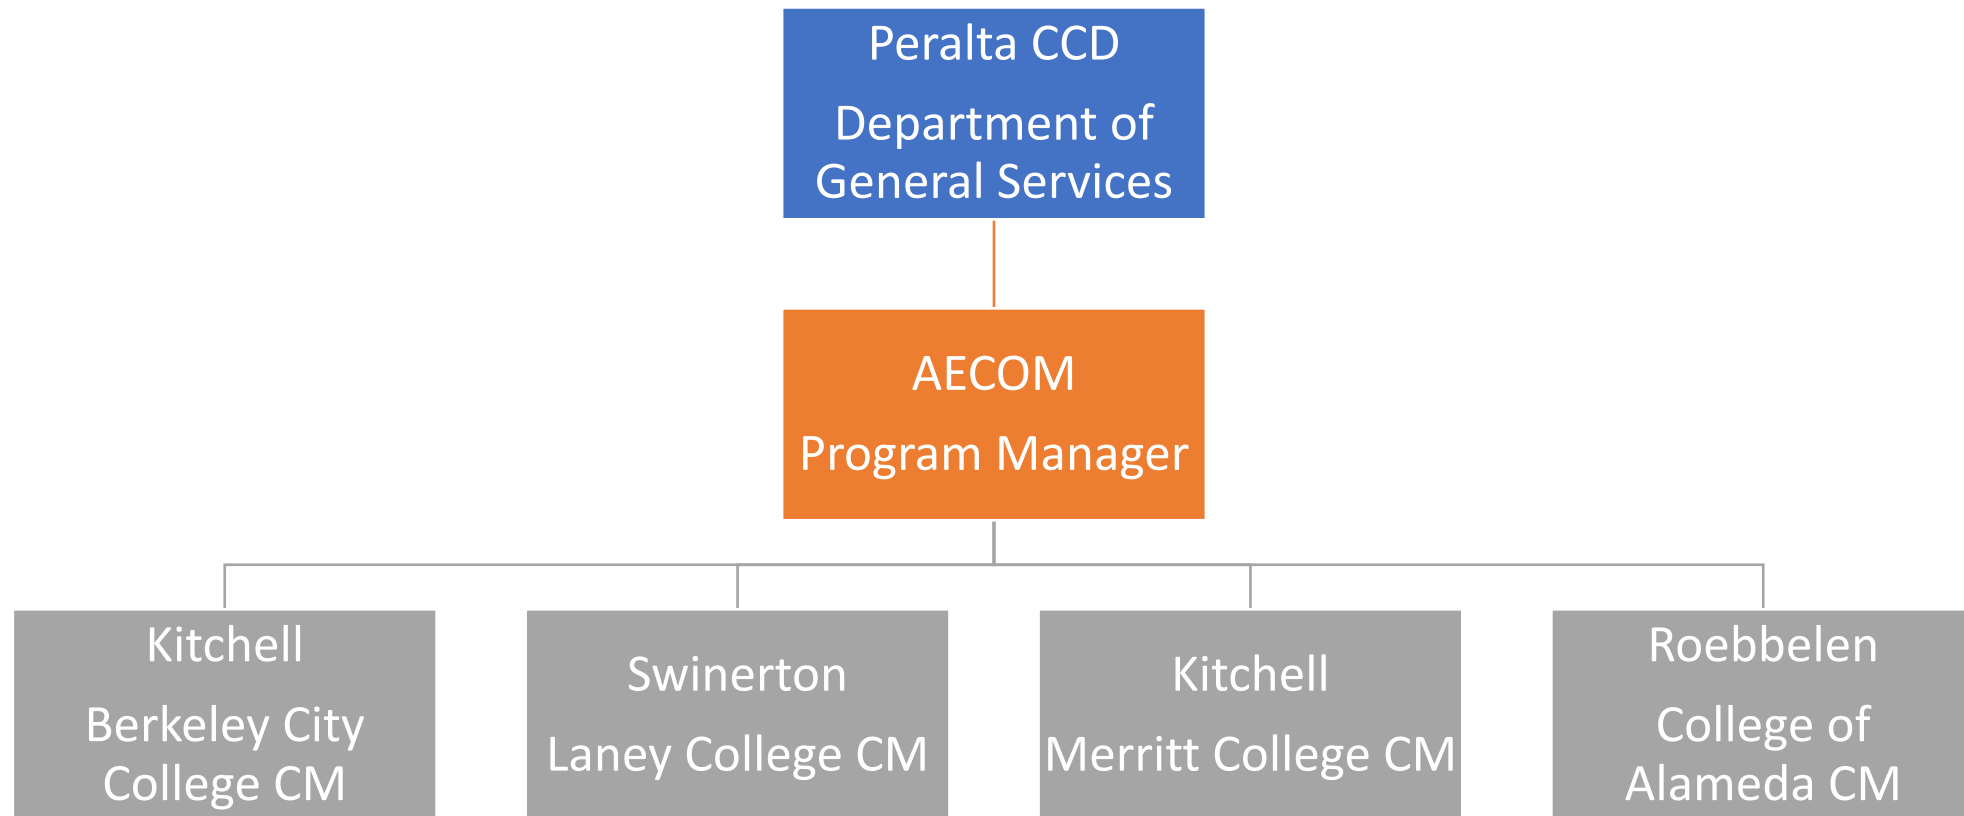 Peralta CCD
Department of
General Services
AECOM
Program Manager
Kitchell
Berkeley City
College CM
Swinerton
Laney College CM
Kitchell
Merritt College CM
Roebbelen
College of
Alameda CM